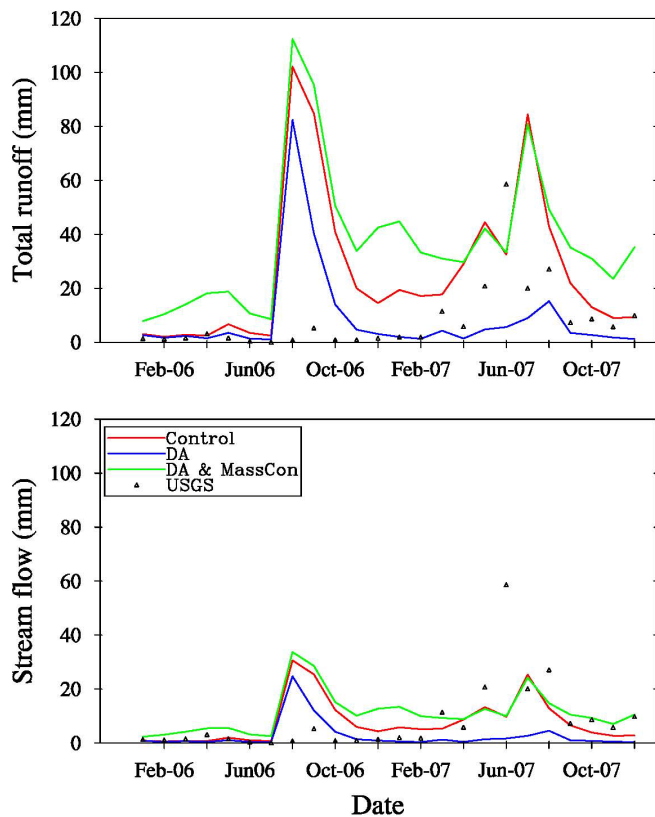 120
100
80
60
40
20
0
Total runoff (mm)
Feb-06 Jun06 Oct-06 Feb-07 Jun-07 Oct-07
120
100
80
60
40
20
0
Stream flow (mm)
Control
DA
DA & MassCon
USGS
Feb-06 Jun06 Oct-06 Feb-07 Jun-07 Oct-07
Date